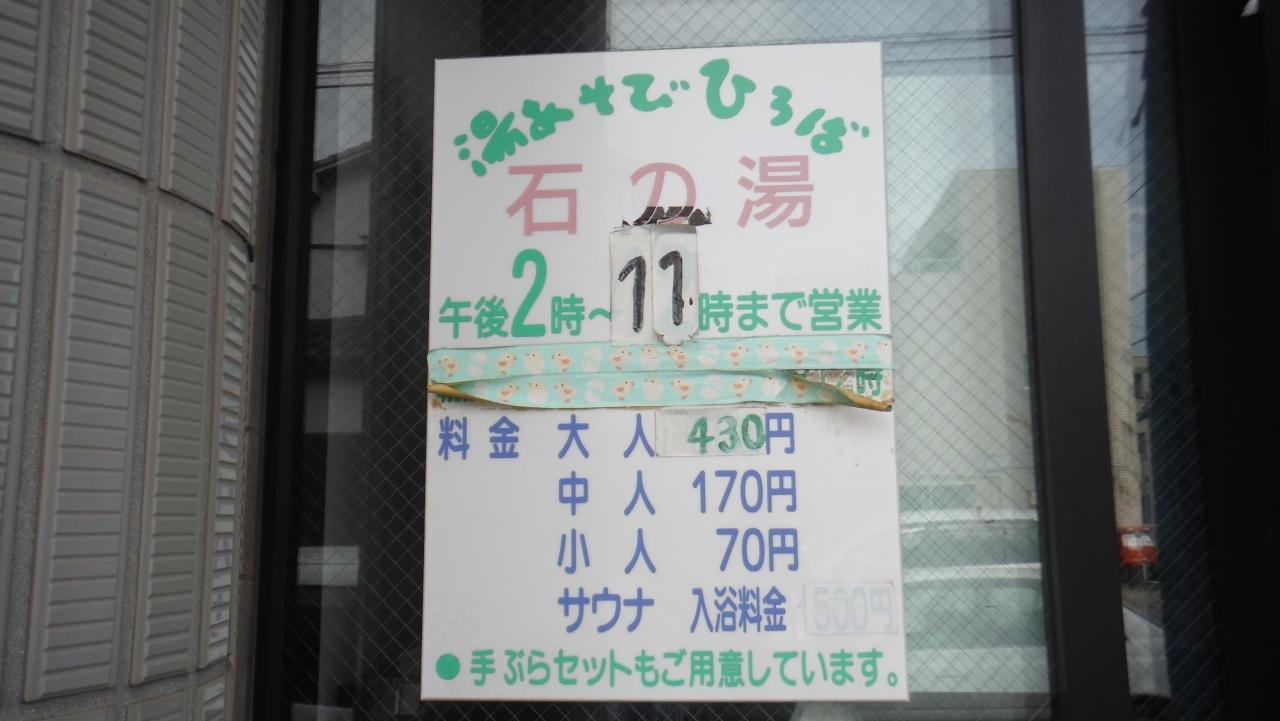 湯あそびひろば
石の湯
午後2時〜11時まで営業
時
料金 大人 430円
中人 170円
小人 70円
サウナ 入浴料金 500円
●手ぶらセットもご用意しています。